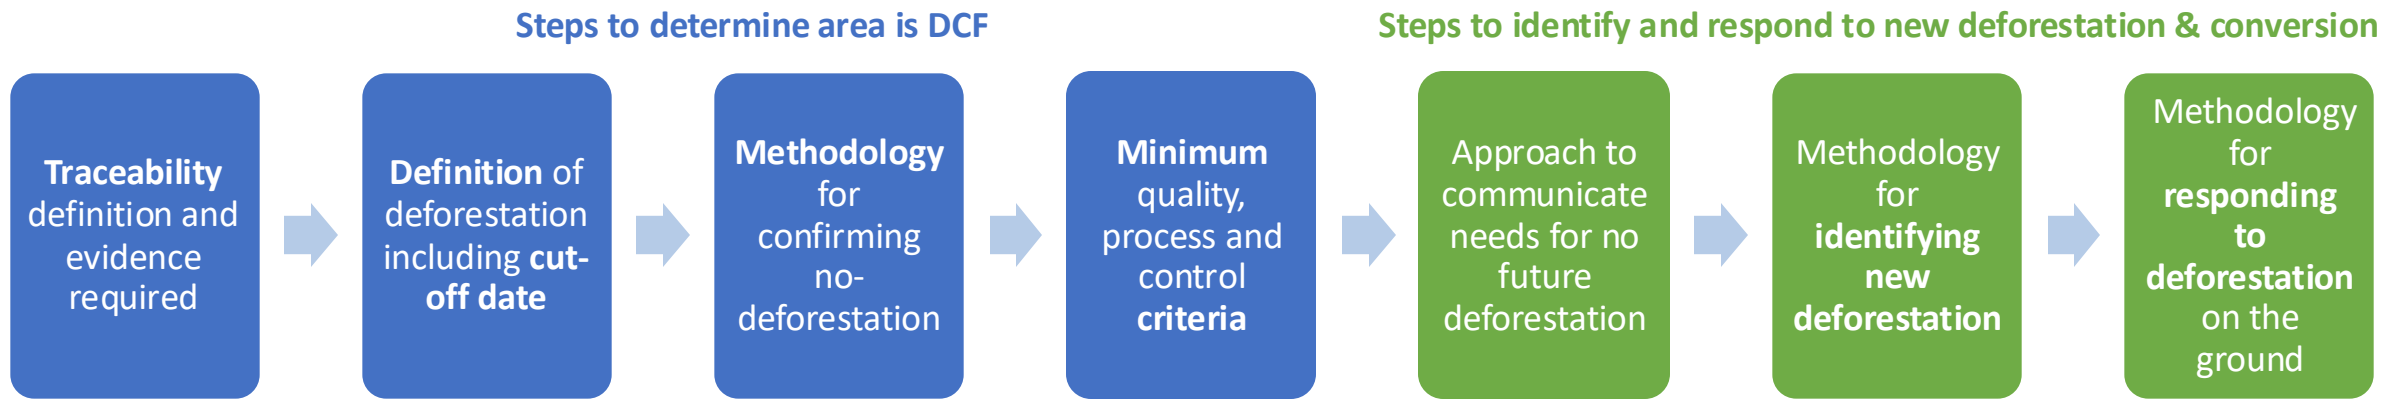 Steps to determine area is DCF
Steps to identify and respond to new deforestation & conversion
Traceability
definition and
evidence
required
Definition of
deforestation
including cut-
off date
Methodology
for
confirming
no-
deforestation
Minimum
quality,
process and
control
criteria
Approach to
communicate
needs for no
future
deforestation
Methodology
for
identifying
new
deforestation
Methodology
for
responding
to
deforestation
on the
ground